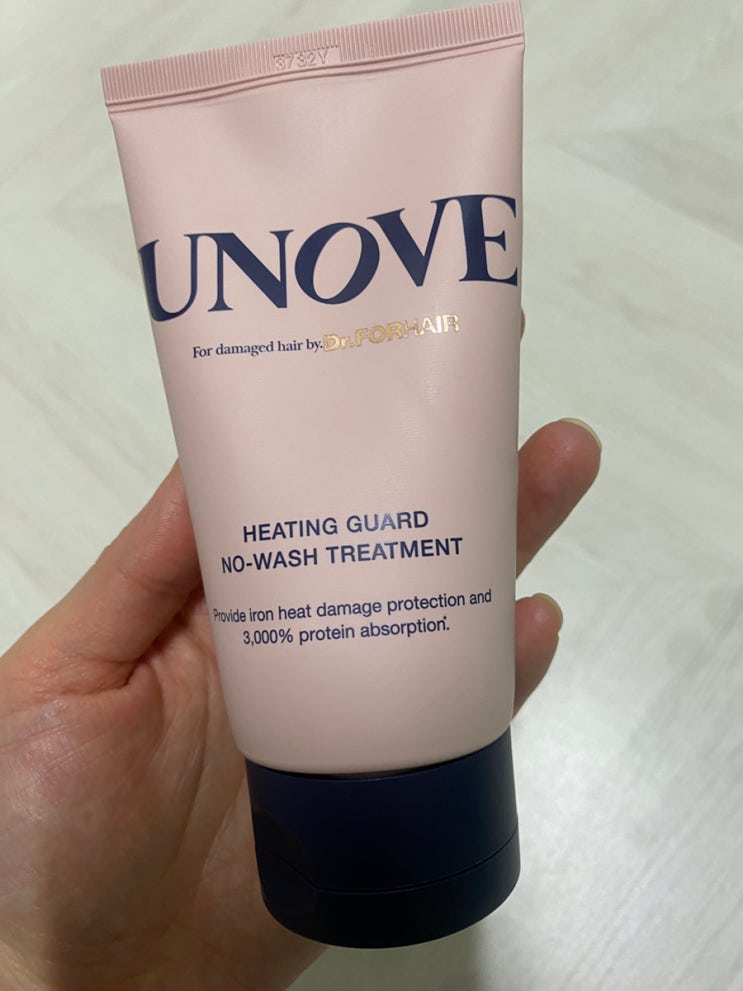 3732Y
UNOVE
For damaged hair by.Dr.FORHAIR
HEATING GUARD
NO-WASH TREATMENT
Provide iron heat damage protection and
3,000% protein absorption*.